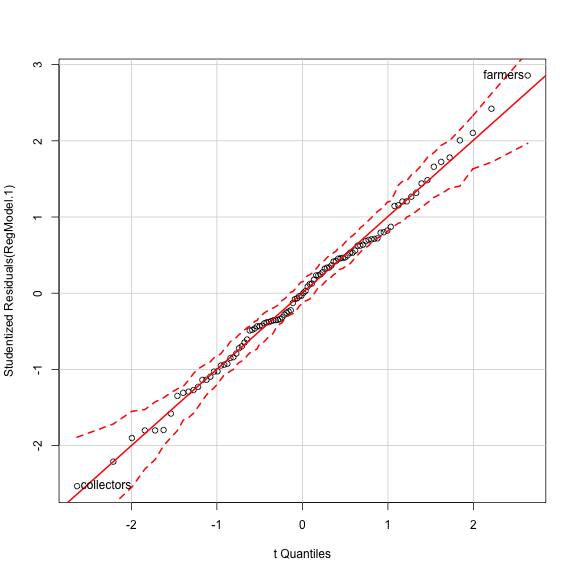 Studentized Residuals(RegModel.1)
3
2
1
0
-1
-2
farmers
collectors
-2 -1 0 1 2
t Quantiles